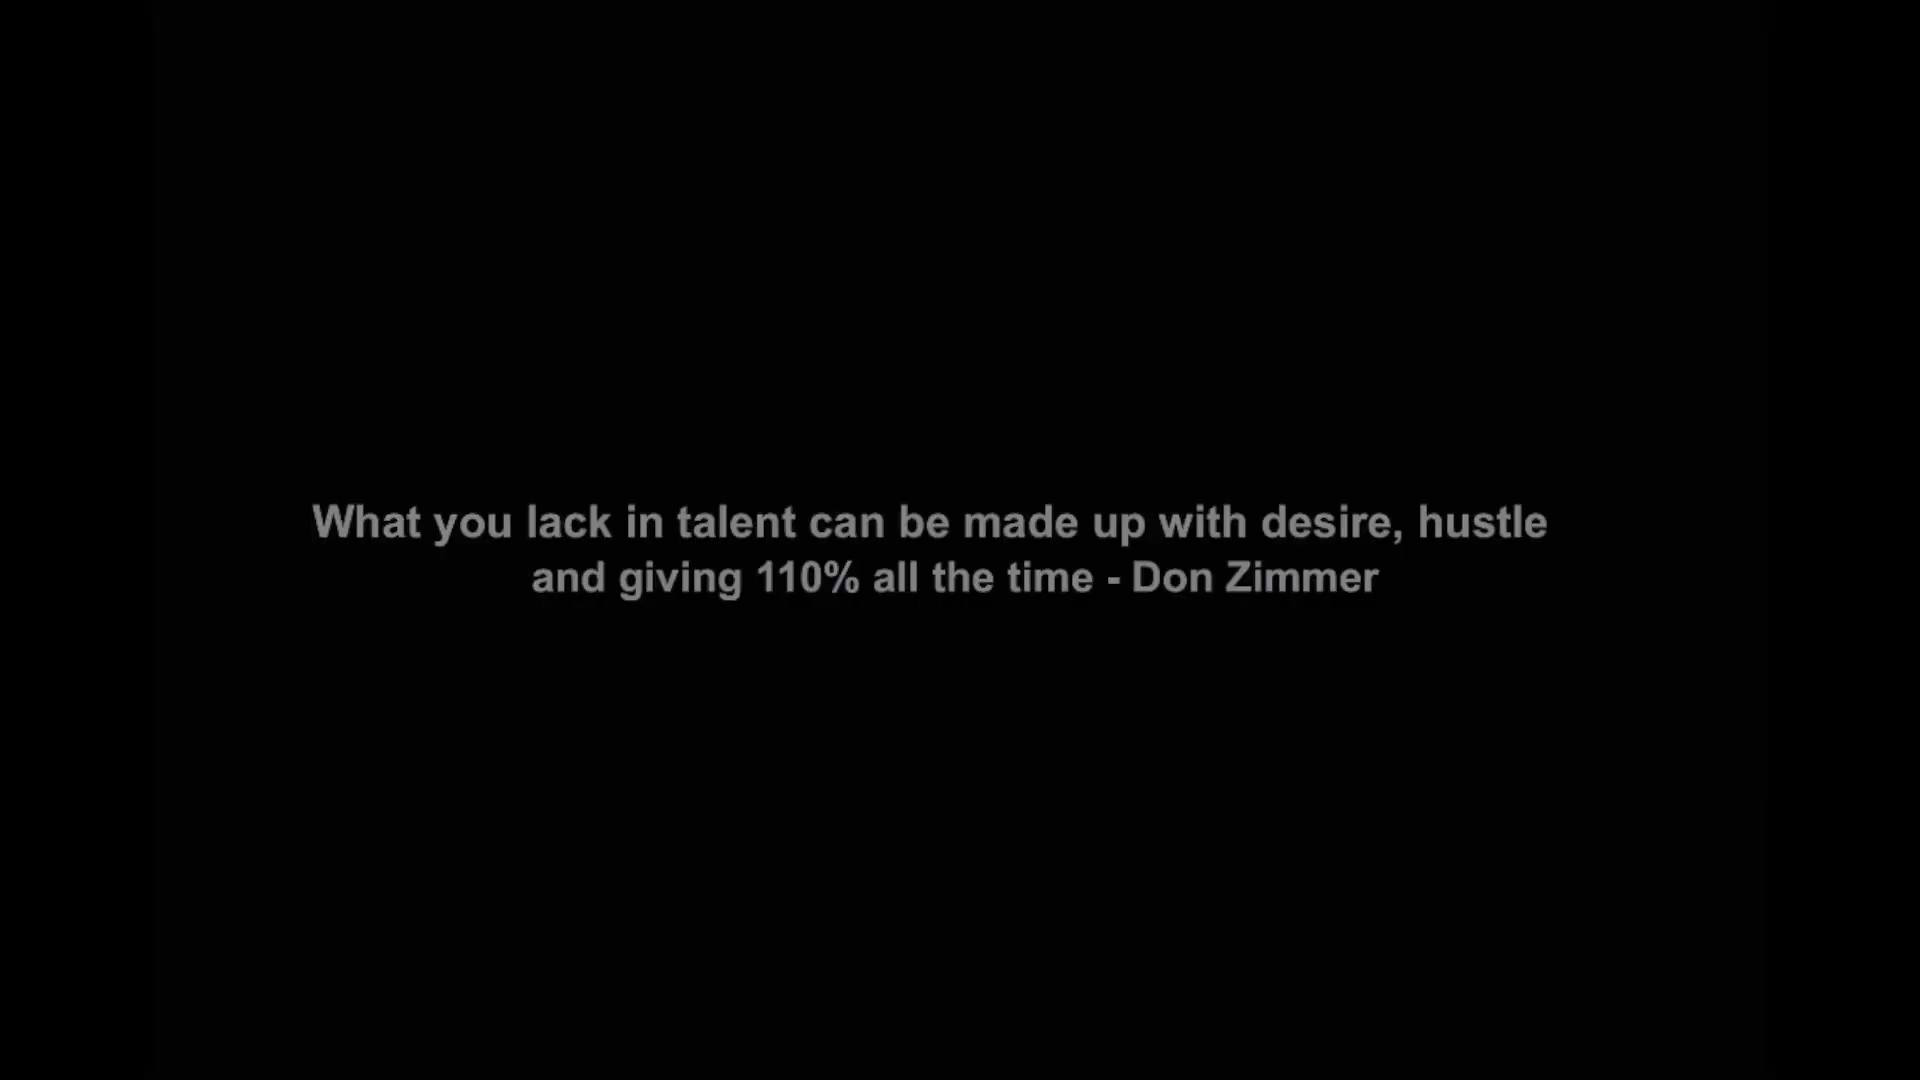 What you lack in talent can be made up with desire, hustle
and giving 110% all the time - Don Zimmer